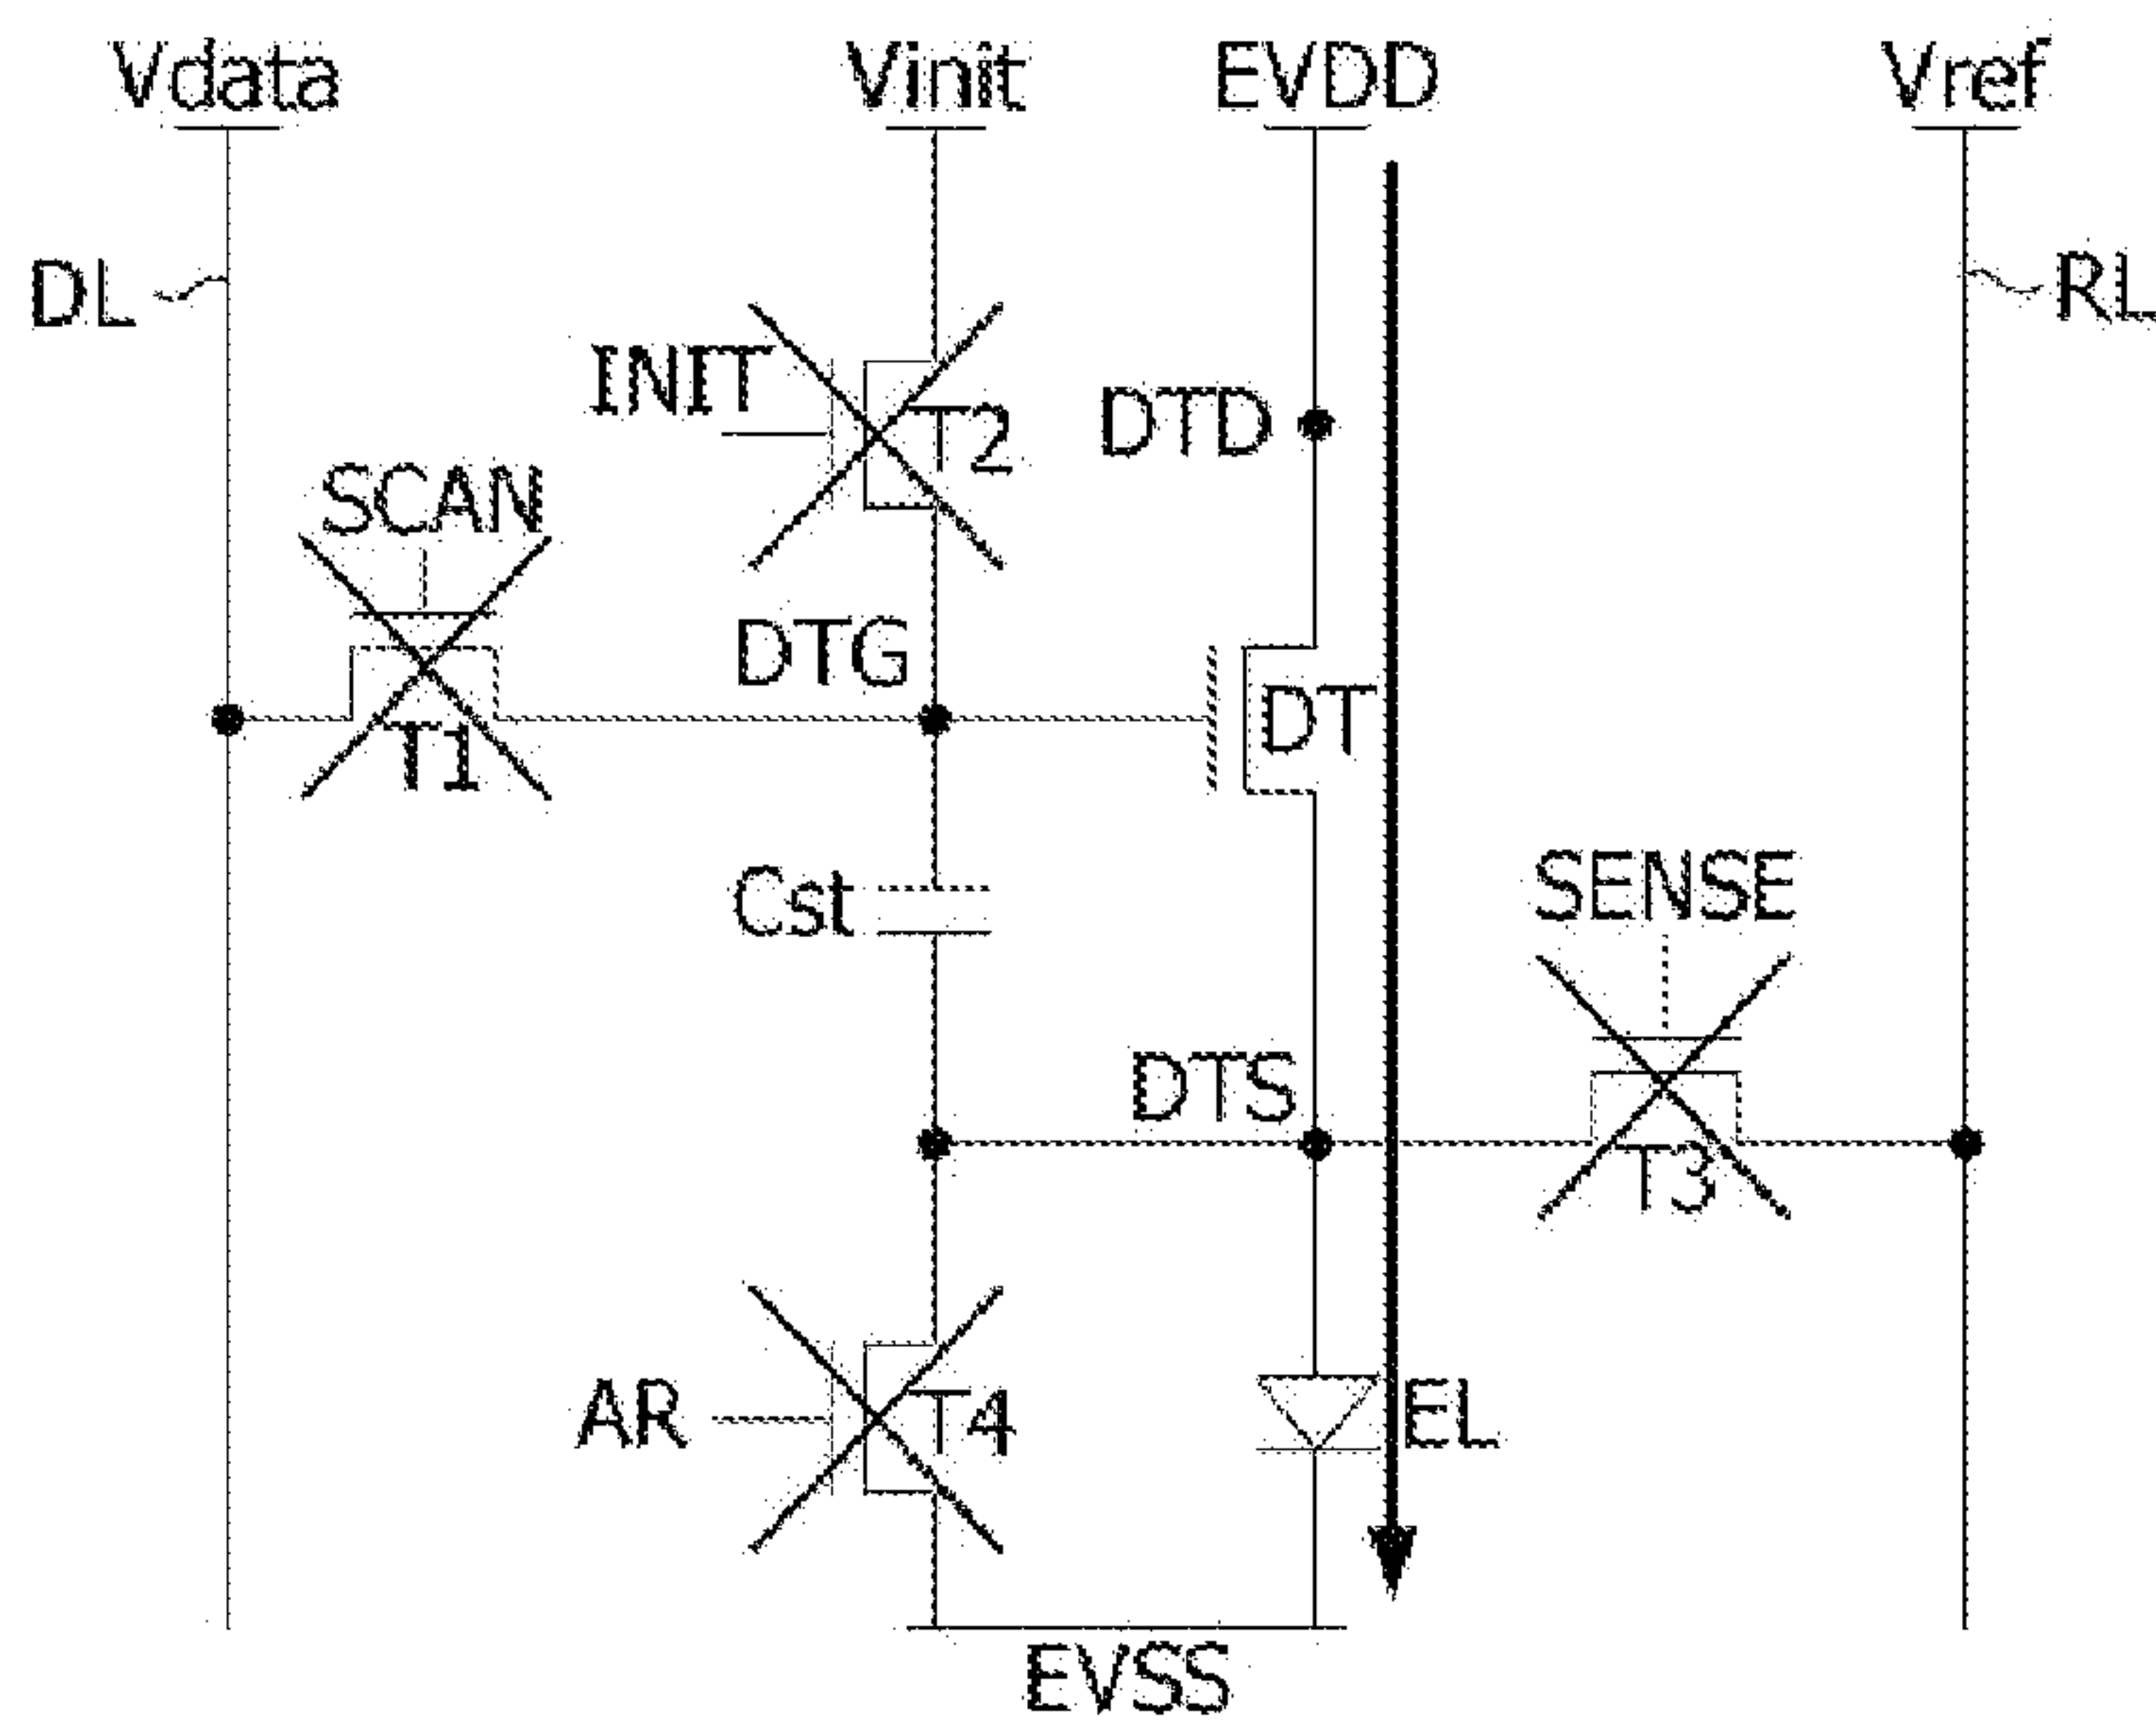 Vdata
Vinit
EVDD
Vref
DL
RL
INIT
T2
DTD
SCAN
DTG
T1
DT
Cst
SENSE
DTS
T3
AR
T4
EL
EVSS